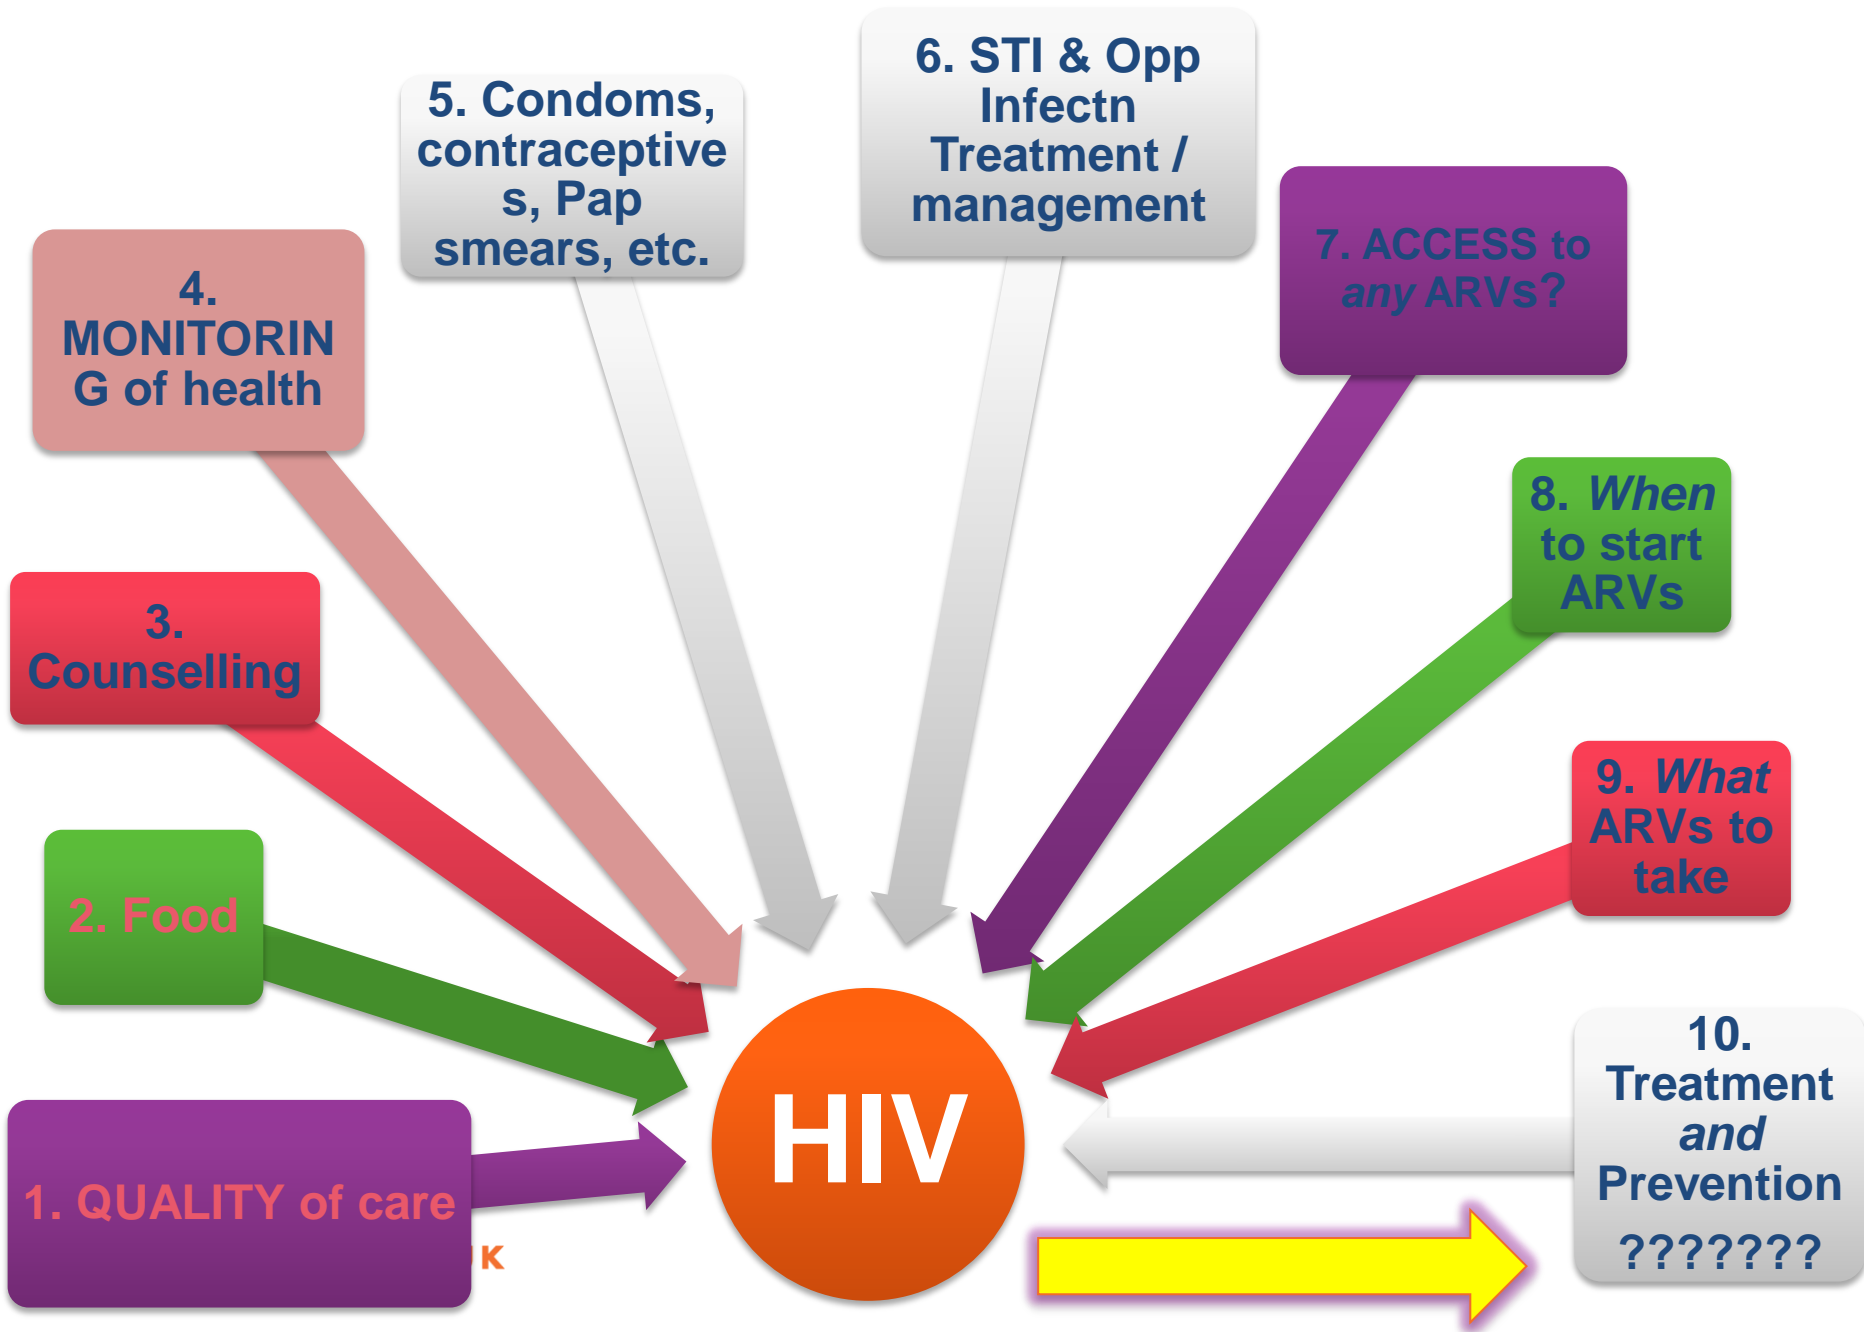 1. QUALITY of care
2. Food
3.
Counselling
4.
MONITORIN
G of health
5. Condoms,
contraceptive
s, Pap
smears, etc.
6. STI & Opp
Infectn
Treatment /
management
7. ACCESS to
any ARVs?
8. When
to start
ARVs
9. What
ARVs to
take
10.
Treatment
and
Prevention
???????
HIV
K